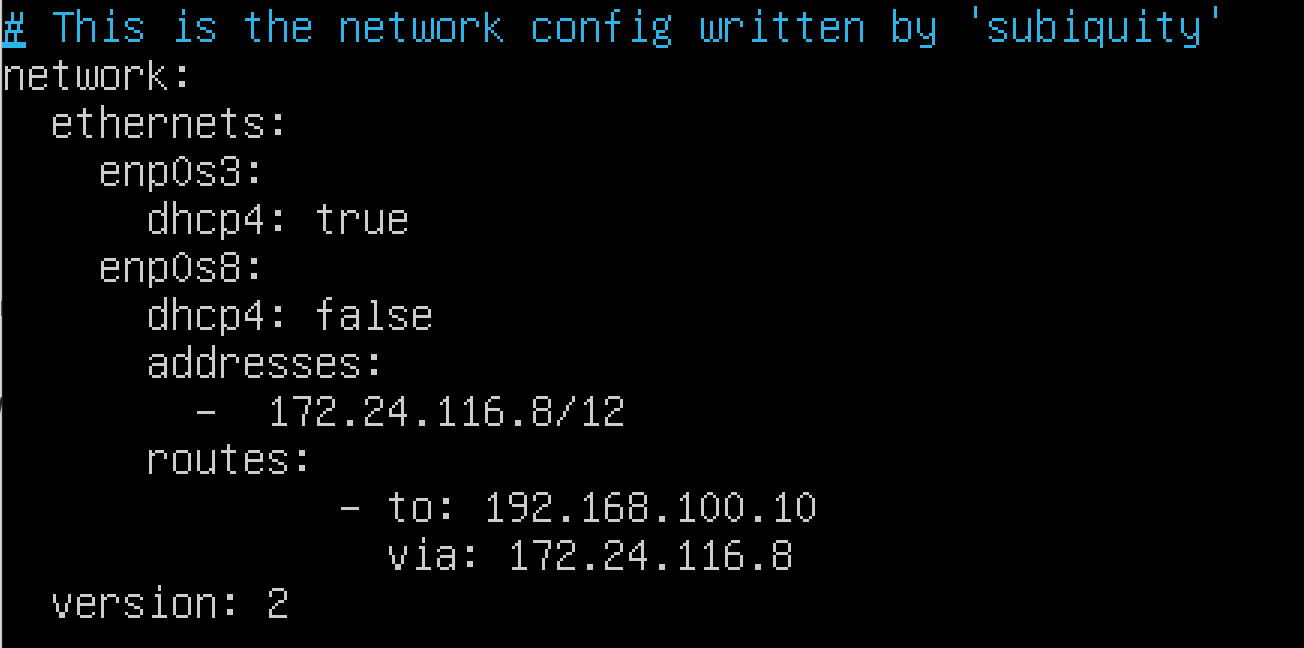 # This is the network config written by 'subiquity'
network:
  ethernets:
    enp0s3:
      dhcp4: true
    enp0s8:
      dhcp4: false
      addresses:
        -  172.24.116.8/12
      routes:
              - to: 192.168.100.10
                via: 172.24.116.8
  version: 2